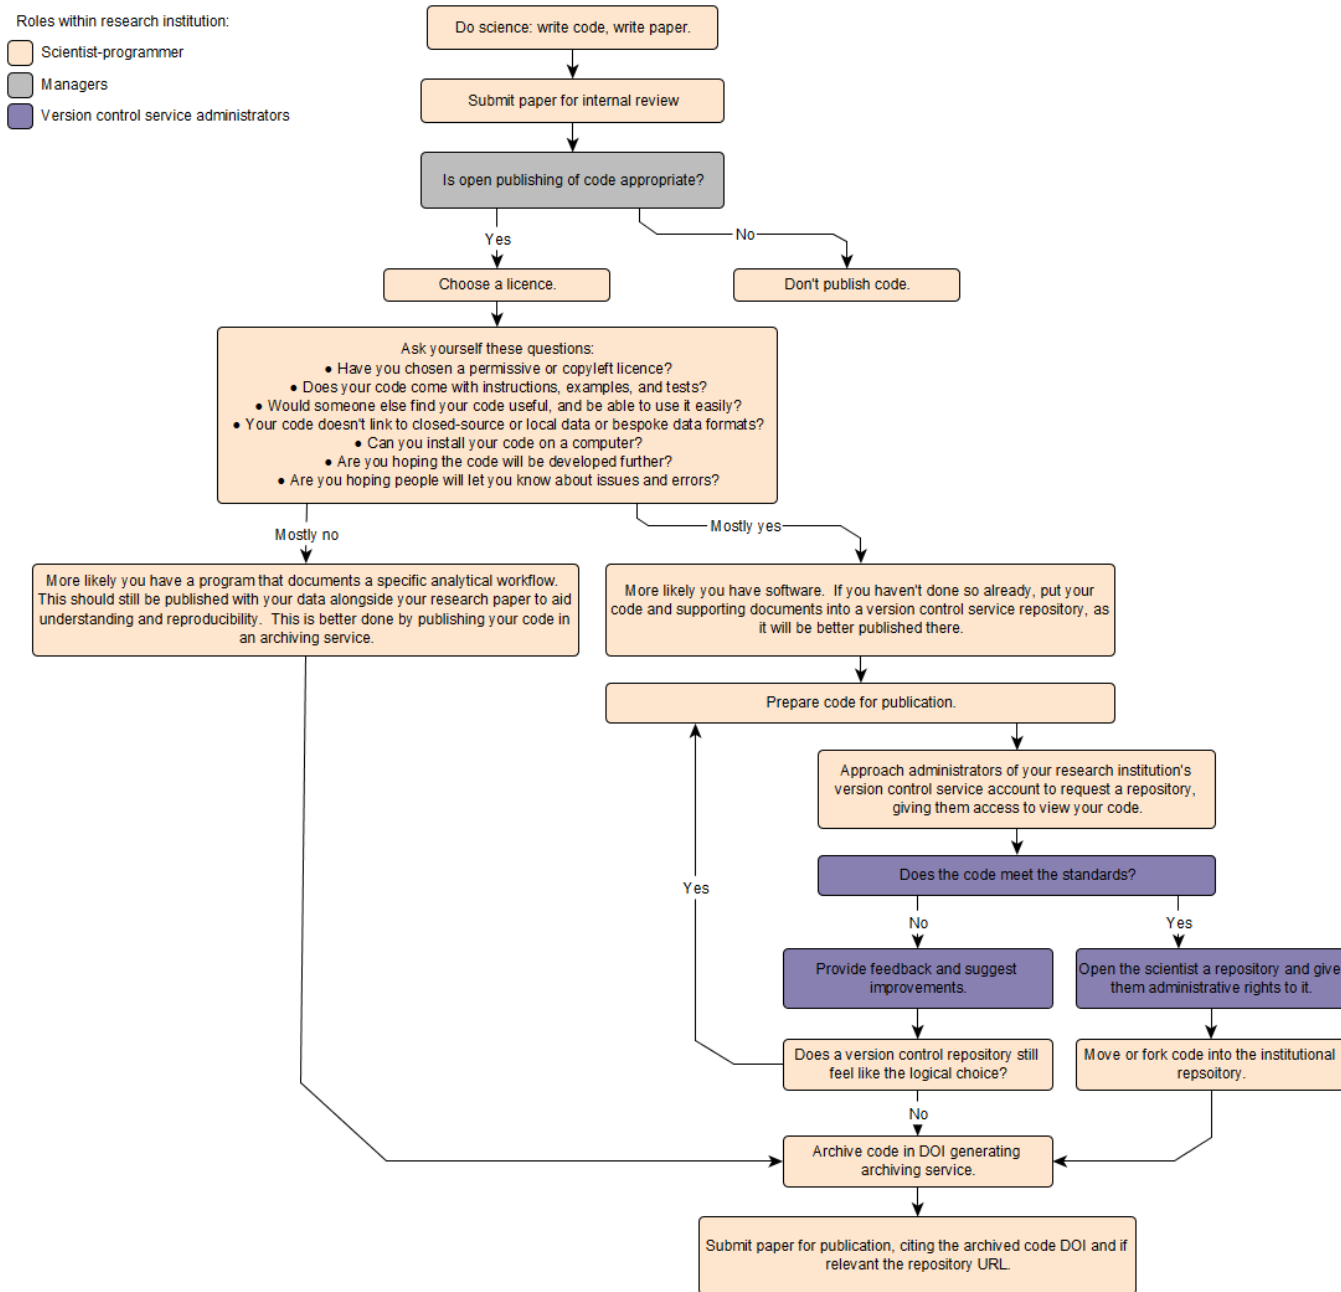 Roles within research institution:
Scientist-programmer
Managers
Version control service administrators
Do science: write code, write paper.
Submit paper for internal review
Is open publishing of code appropriate?
Yes
No
Choose a licence.
Don't publish code.
Ask yourself these questions:
● Have you chosen a permissive or copyleft licence?
● Does your code come with instructions, examples, and tests?
● Would someone else find your code useful, and be able to use it easily?
● Your code doesn't link to closed-source or local data or bespoke data formats?
● Can you install your code on a computer?
● Are you hoping the code will be developed further?
● Are you hoping people will let you know about issues and errors?
Mostly no
Mostly yes
More likely you have a program that documents a specific analytical workflow.
This should still be published with your data alongside your research paper to aid
understanding and reproducibility.  This is better done by publishing your code in
an archiving service.
More likely you have software.  If you haven't done so already, put your
code and supporting documents into a version control service repository, as
it will be better published there.
Prepare code for publication.
Approach administrators of your research institution's
version control service account to request a repository,
giving them access to view your code.
Does the code meet the standards?
Yes
No
Yes
Provide feedback and suggest
improvements.
Open the scientist a repository and give
them administrative rights to it.
Does a version control repository still
feel like the logical choice?
Move or fork code into the institutional
repsoitory.
No
Archive code in DOI generating
archiving service.
Submit paper for publication, citing the archived code DOI and if
relevant the repository URL.